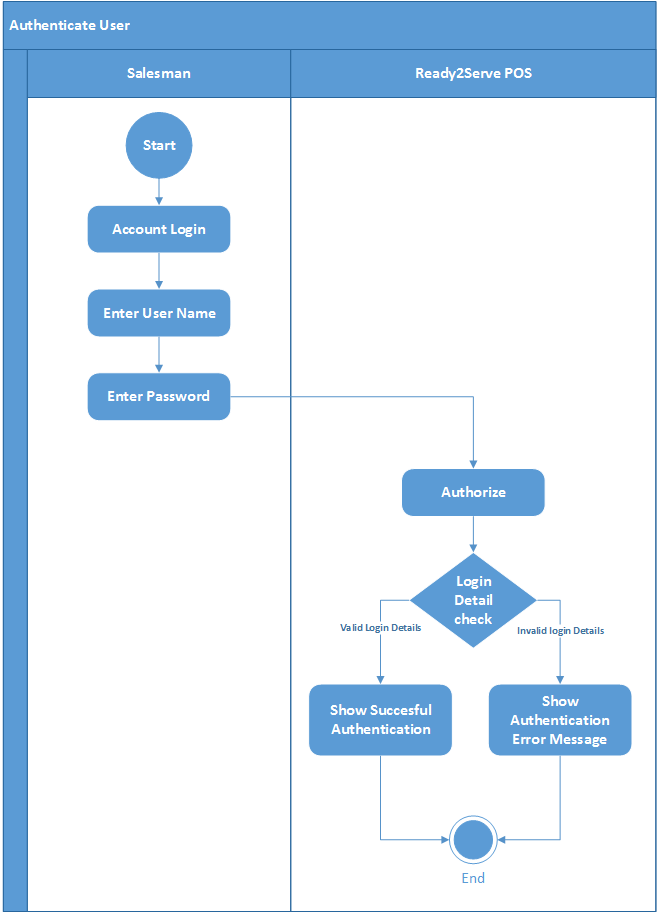 Authenticate User
Salesman
Ready2Serve POS
Start
Account Login
Enter User Name
Enter Password
Authorize
Login
Detail
check
Valid Login Details
Invalid login Details
Show Succesful
Authentication
Show
Authentication
Error Message
End